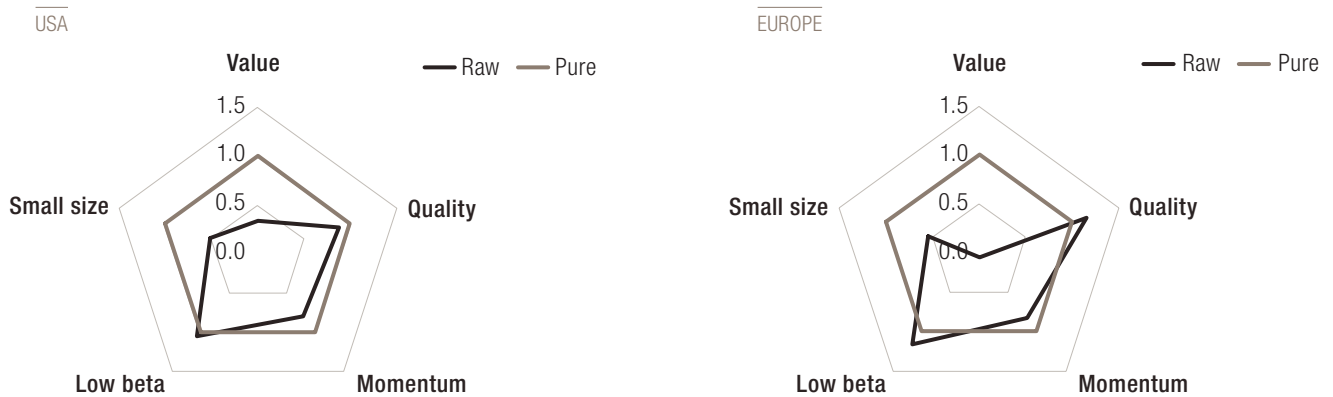 USA
Value
Raw
Pure
1.5
1.0
0.5
0.0
Small size
Quality
Low beta
Momentum
EUROPE
Value
Raw
Pure
1.5
1.0
0.5
0.0
Small size
Quality
Low beta
Momentum